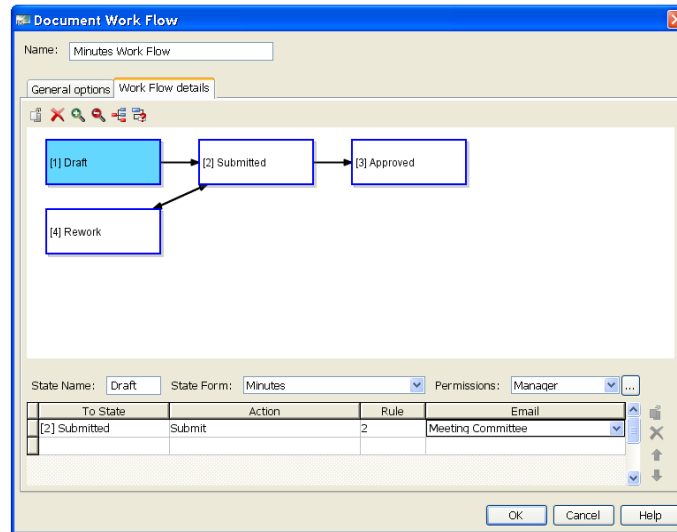 Document Work Flow
Name: Minutes Work Flow
General options Work Flow details
[1] Draft [2] Submitted [3] Approved
[4] Rework
State Name: Draft State Form: Minutes Permissions: Manager ...
To State Action Rule Email
[2] Submitted Submit 2 Meeting Committee
OK Cancel Help